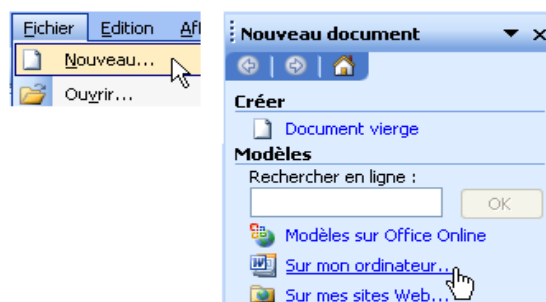 Fichier Edition
Nouveau...
Ouvrir...
Nouveau document
Créer
Document vierge
Modèles
Rechercher en ligne :
OK
Modèles sur Office Online
Sur mon ordinateur...
Sur mes sites Web...